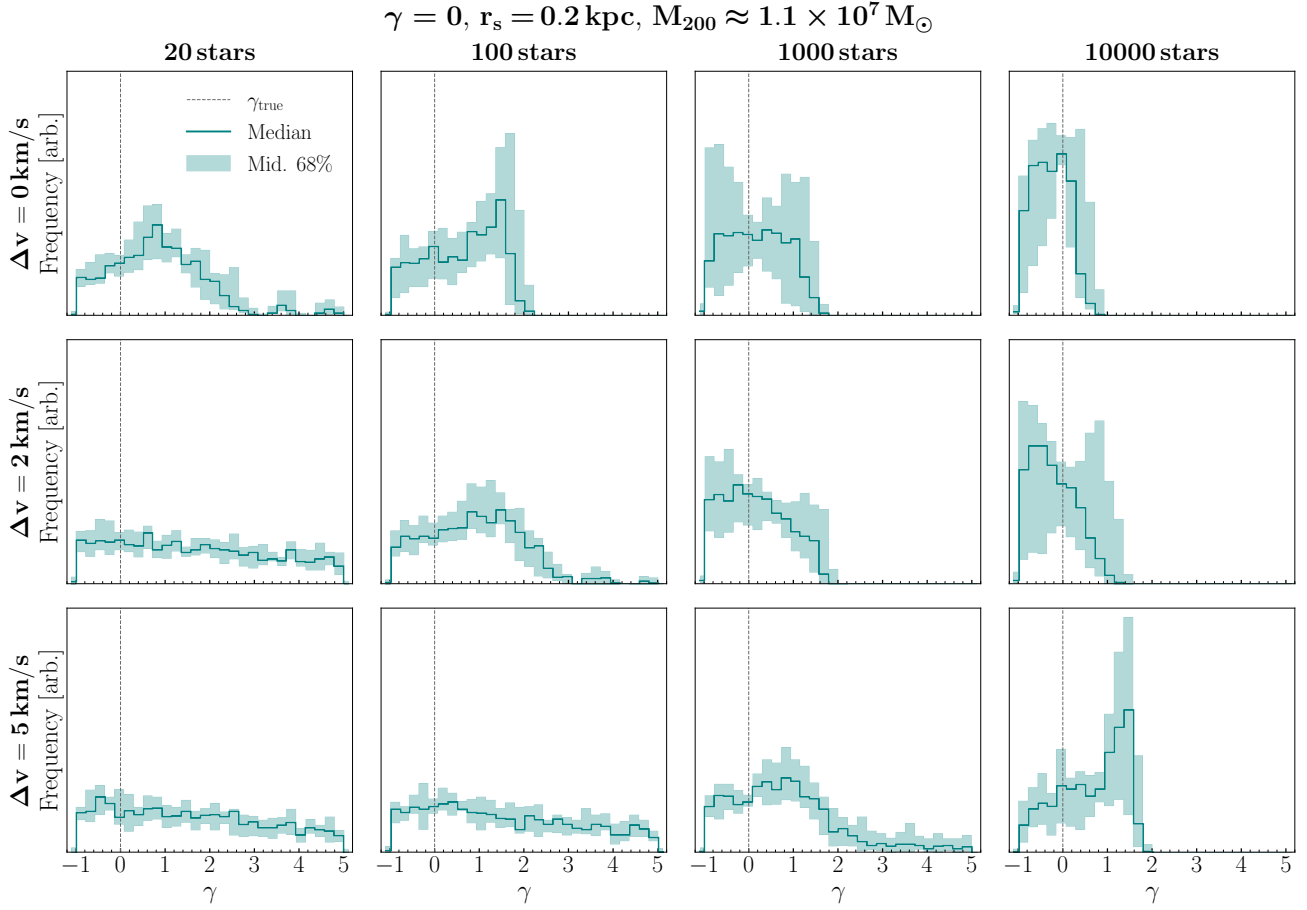 γ = 0, r_s = 0.2 kpc, M_200 ≈ 1.1 × 10^7 M_⊙
20 stars 100 stars 1000 stars 10000 stars
Δv = 0 km/s
Frequency [arb.]
γ_true
Median
Mid. 68%
Δv = 2 km/s
Frequency [arb.]
Δv = 5 km/s
Frequency [arb.]
−1 0 1 2 3 4 5 −1 0 1 2 3 4 5 −1 0 1 2 3 4 5 −1 0 1 2 3 4 5
γ γ γ γ